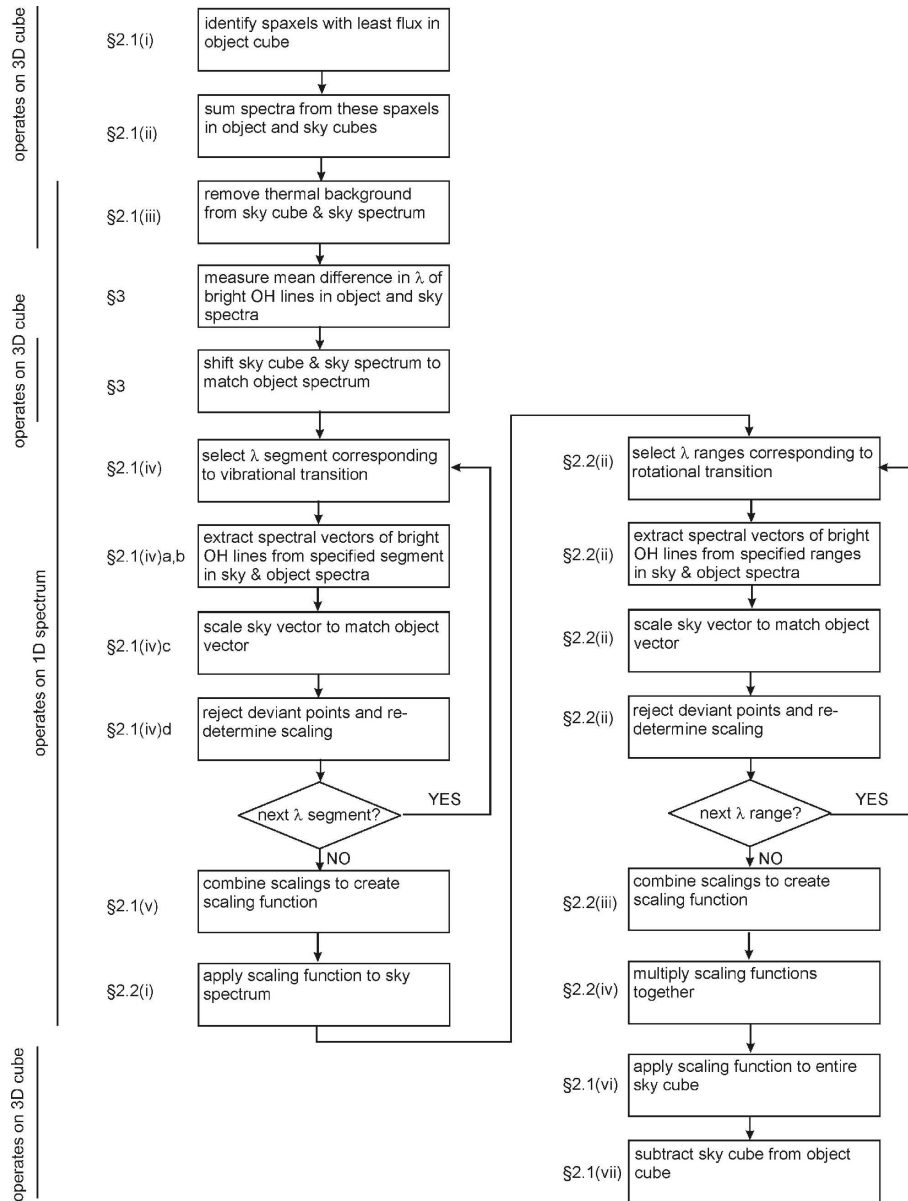 operates on 3D cube
operates on 3D cube
operates on 1D spectrum
operates on 3D cube
§2.1(i)
identify spaxels with least flux in
object cube
§2.1(ii)
sum spectra from these spaxels
in object and sky cubes
§2.1(iii)
remove thermal background
from sky cube & sky spectrum
§3
measure mean difference in λ of
bright OH lines in object and sky
spectra
§3
shift sky cube & sky spectrum to
match object spectrum
§2.1(iv)
select λ segment corresponding
to vibrational transition
§2.1(iv)a,b
extract spectral vectors of bright
OH lines from specified segment
in sky & object spectra
§2.1(iv)c
scale sky vector to match object
vector
§2.1(iv)d
reject deviant points and re-
determine scaling
next λ segment?
YES
NO
§2.1(v)
combine scalings to create
scaling function
§2.2(i)
apply scaling function to sky
spectrum
§2.2(ii)
select λ ranges corresponding to
rotational transition
§2.2(ii)
extract spectral vectors of bright
OH lines from specified ranges
in sky & object spectra
§2.2(ii)
scale sky vector to match object
vector
§2.2(ii)
reject deviant points and re-
determine scaling
next λ range?
YES
NO
§2.2(iii)
combine scalings to create
scaling function
§2.2(iv)
multiply scaling functions
together
§2.1(vi)
apply scaling function to entire
sky cube
§2.1(vii)
subtract sky cube from object
cube